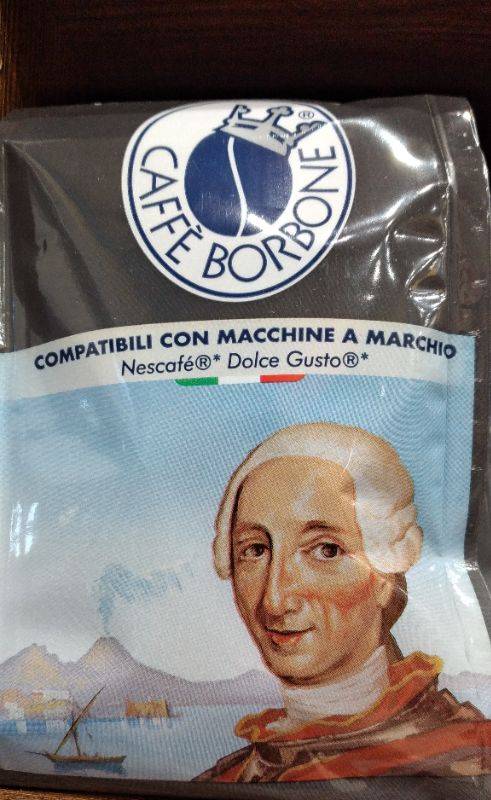 CAFFÈ BORBONE®
COMPATIBILI CON MACCHINE A MARCHIO
Nescafé®* Dolce Gusto®*